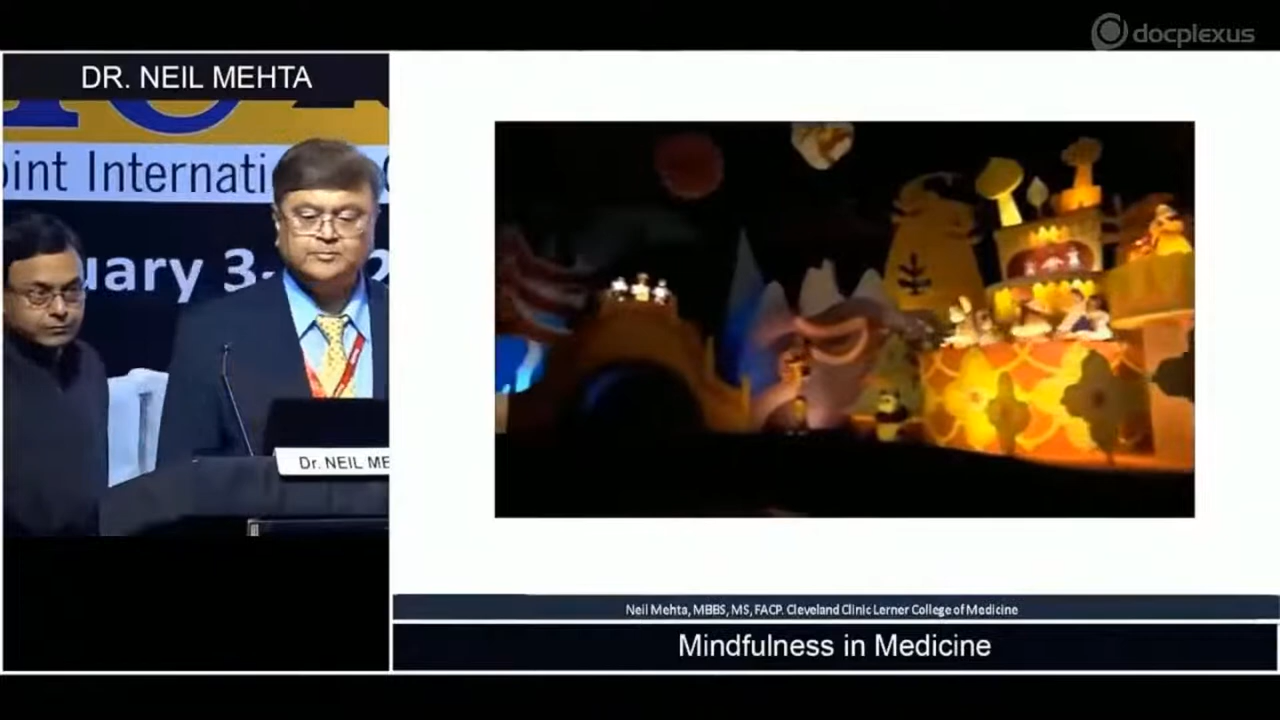 docplexus
DR. NEIL MEHTA
oint Internati
uary 3-
Dr. NEIL ME
Neil Mehta, MBBS, MS, FACP. Cleveland Clinic Lerner College of Medicine
Mindfulness in Medicine